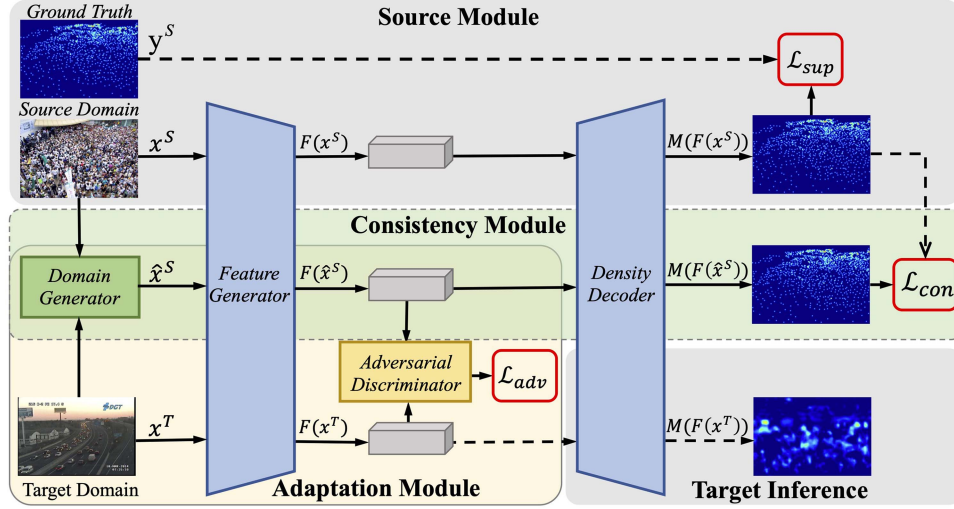 Ground Truth
Source Module
y^S
L_sup
Source Domain
x^S
F(x^S)
M(F(x^S))
Consistency Module
Domain
Generator
x̂^S
Feature
Generator
F(x̂^S)
Density
Decoder
M(F(x̂^S))
L_con
Adversarial
Discriminator
L_adv
DGT
x^T
F(x^T)
M(F(x^T))
Target Domain
Adaptation Module
Target Inference